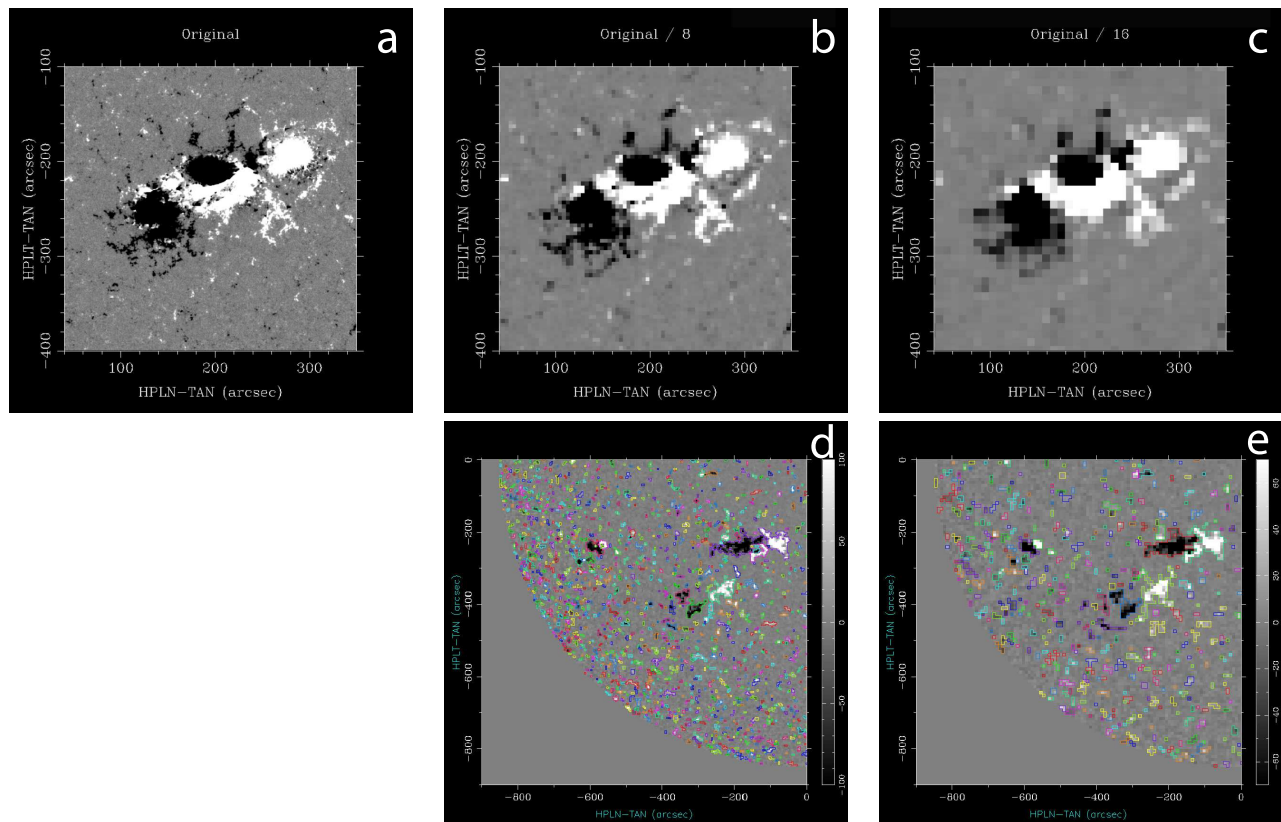 Original
a
-100
-200
-300
-400
HPLT-TAN (arcsec)
100
200
300
HPLN-TAN (arcsec)
Original / 8
b
-100
-200
-300
-400
HPLT-TAN (arcsec)
100
200
300
HPLN-TAN (arcsec)
Original / 16
c
-100
-200
-300
-400
HPLT-TAN (arcsec)
100
200
300
HPLN-TAN (arcsec)
d
0
-200
-400
-600
-800
HPLT-TAN (arcsec)
-800
-600
-400
-200
0
HPLN-TAN (arcsec)
100
50
0
-50
-100
e
0
-200
-400
-600
-800
HPLT-TAN (arcsec)
-800
-600
-400
-200
0
HPLN-TAN (arcsec)
60
40
20
0
-20
-40
-60